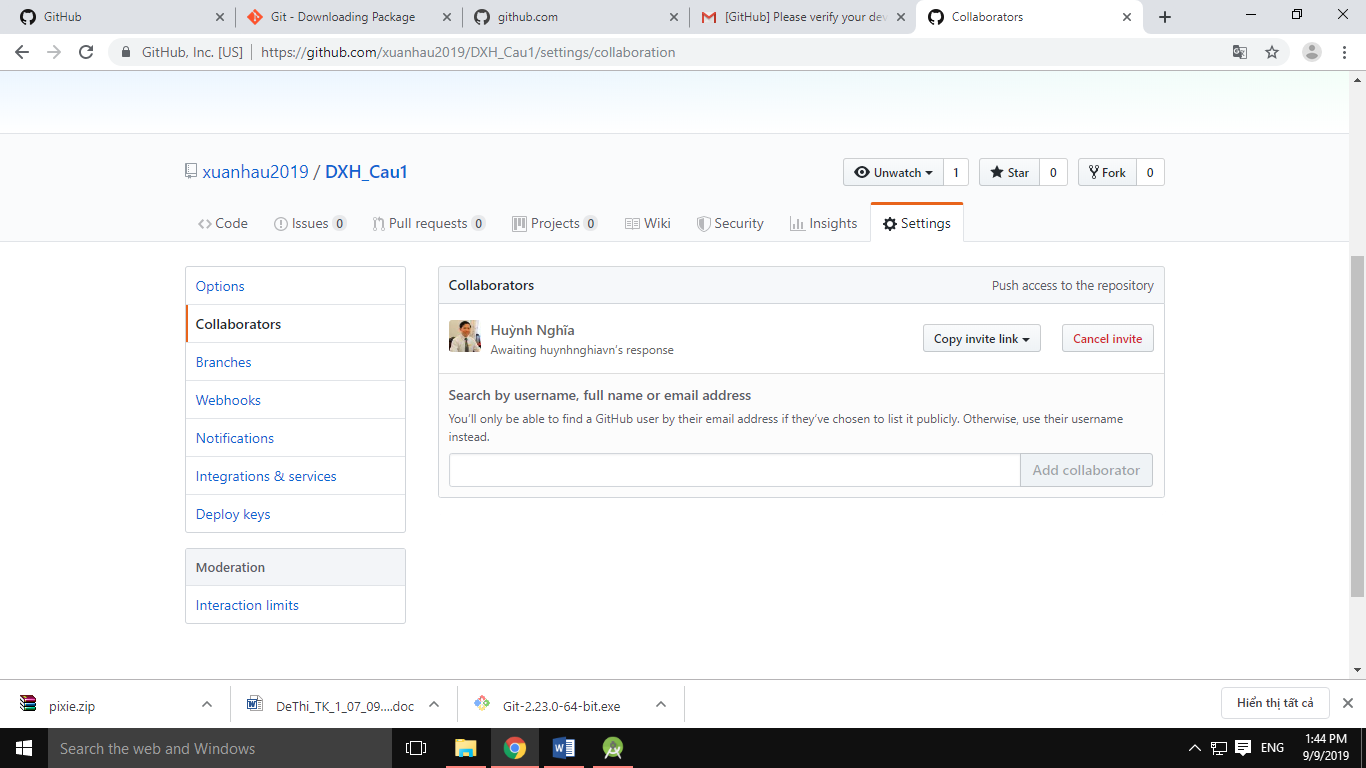 GitHub
Git - Downloading Package
github.com
[GitHub] Please verify your dev
Collaborators
GitHub, Inc. [US] https://github.com/xuanhau2019/DXH_Cau1/settings/collaboration
xuanhau2019 / DXH_Cau1
Unwatch 1
Star 0
Fork 0
Code
Issues 0
Pull requests 0
Projects 0
Wiki
Security
Insights
Settings
Options
Collaborators
Branches
Webhooks
Notifications
Integrations & services
Deploy keys
Moderation
Interaction limits
Collaborators
Push access to the repository
Huỳnh Nghĩa
Awaiting huynhnghiavn's response
Copy invite link
Cancel invite
Search by username, full name or email address
You'll only be able to find a GitHub user by their email address if they've chosen to list it publicly. Otherwise, use their username
instead.
Add collaborator
pixie.zip
DeThi_TK_1_07_09....doc
Git-2.23.0-64-bit.exe
Hiển thị tất cả
Search the web and Windows
ENG
1:44 PM
9/9/2019